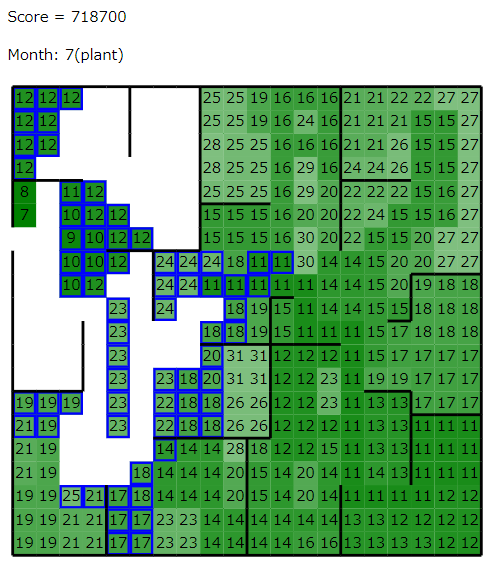 Score = 718700
Month: 7(plant)
12 12 12 25 25 19 16 16 16 21 21 22 22 27 27
12 12 25 25 19 16 24 16 21 21 21 15 15 27
12 12 28 25 25 16 16 16 21 21 26 15 15 27
12 28 25 25 16 29 16 24 24 26 15 27 27
8 11 12 25 25 25 16 29 20 22 22 22 15 16 27
7 10 12 12 15 15 15 16 20 20 22 24 15 15 16 27
9 10 12 12 15 15 15 16 30 20 22 15 15 20 27 27
10 10 12 24 24 24 18 11 11 30 14 14 15 20 27 27
10 12 24 24 11 11 11 11 11 14 14 15 20 19 18 18
23 24 18 19 15 11 14 14 15 15 18 18 18
23 18 18 19 15 11 11 11 15 17 18 18 18
23 20 31 31 12 12 12 11 15 17 17 17 17
23 23 18 20 31 31 12 12 23 11 19 19 17 17 17
19 19 19 23 22 18 18 26 26 12 12 23 11 13 13 17 17 17
21 19 23 22 18 18 26 26 12 12 12 11 13 13 11 11 11
21 19 14 14 14 28 18 12 12 15 11 13 13 11 11 11
21 19 18 14 14 14 20 15 14 20 14 11 14 13 11 11 11
19 19 25 21 17 18 14 14 14 20 15 14 20 14 11 11 11 11 12 12
19 19 21 21 17 17 23 23 14 14 14 14 14 14 13 13 12 12 12 12
19 19 21 21 17 17 23 23 14 14 14 14 16 16 13 13 13 12 12 12